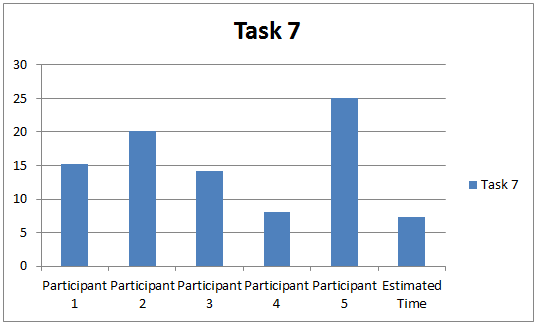 Task 7
30
25
20
15
10
5
0
Participant 1
Participant 2
Participant 3
Participant 4
Participant 5
Estimated Time
Task 7